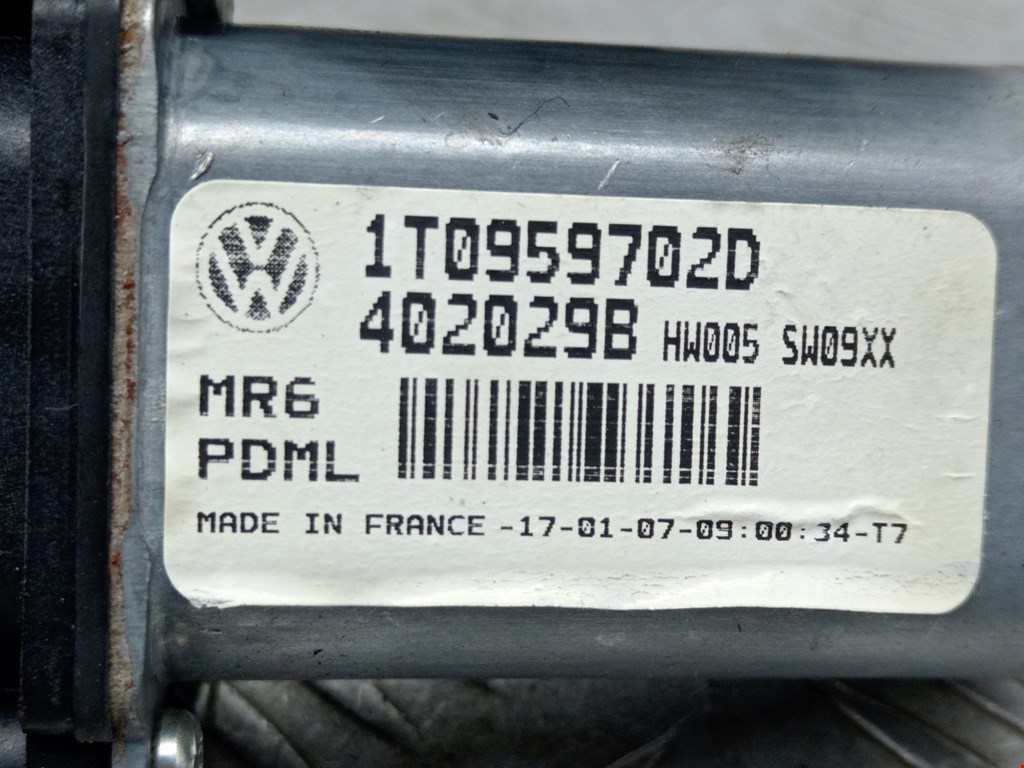 1T0959702D
402029B HW005 SW09XX
MR6
PDML
MADE IN FRANCE -17-01-07-09:00:34-T7